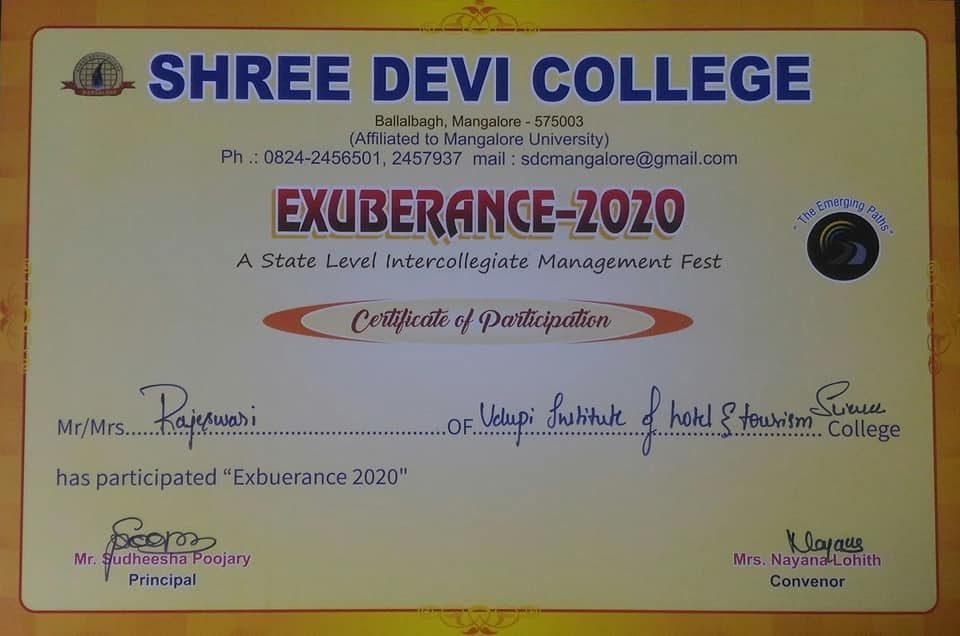 SHREE DEVI COLLEGE
MANGALORE
Ballalbagh, Mangalore - 575003
(Affiliated to Mangalore University)
Ph .: 0824-2456501, 2457937 mail : sdcmangalore@gmail.com
EXUBERANCE-2020
- The Emerging Paths -
A State Level Intercollegiate Management Fest
Certificate of Participation
Mr/Mrs. Rajeswari OF Udupi Institute of hotel & tourism Science College
has participated “Exbuerance 2020"
Mr. Sudheesha Poojary
Principal
Nayana
Mrs. Nayana Lohith
Convenor